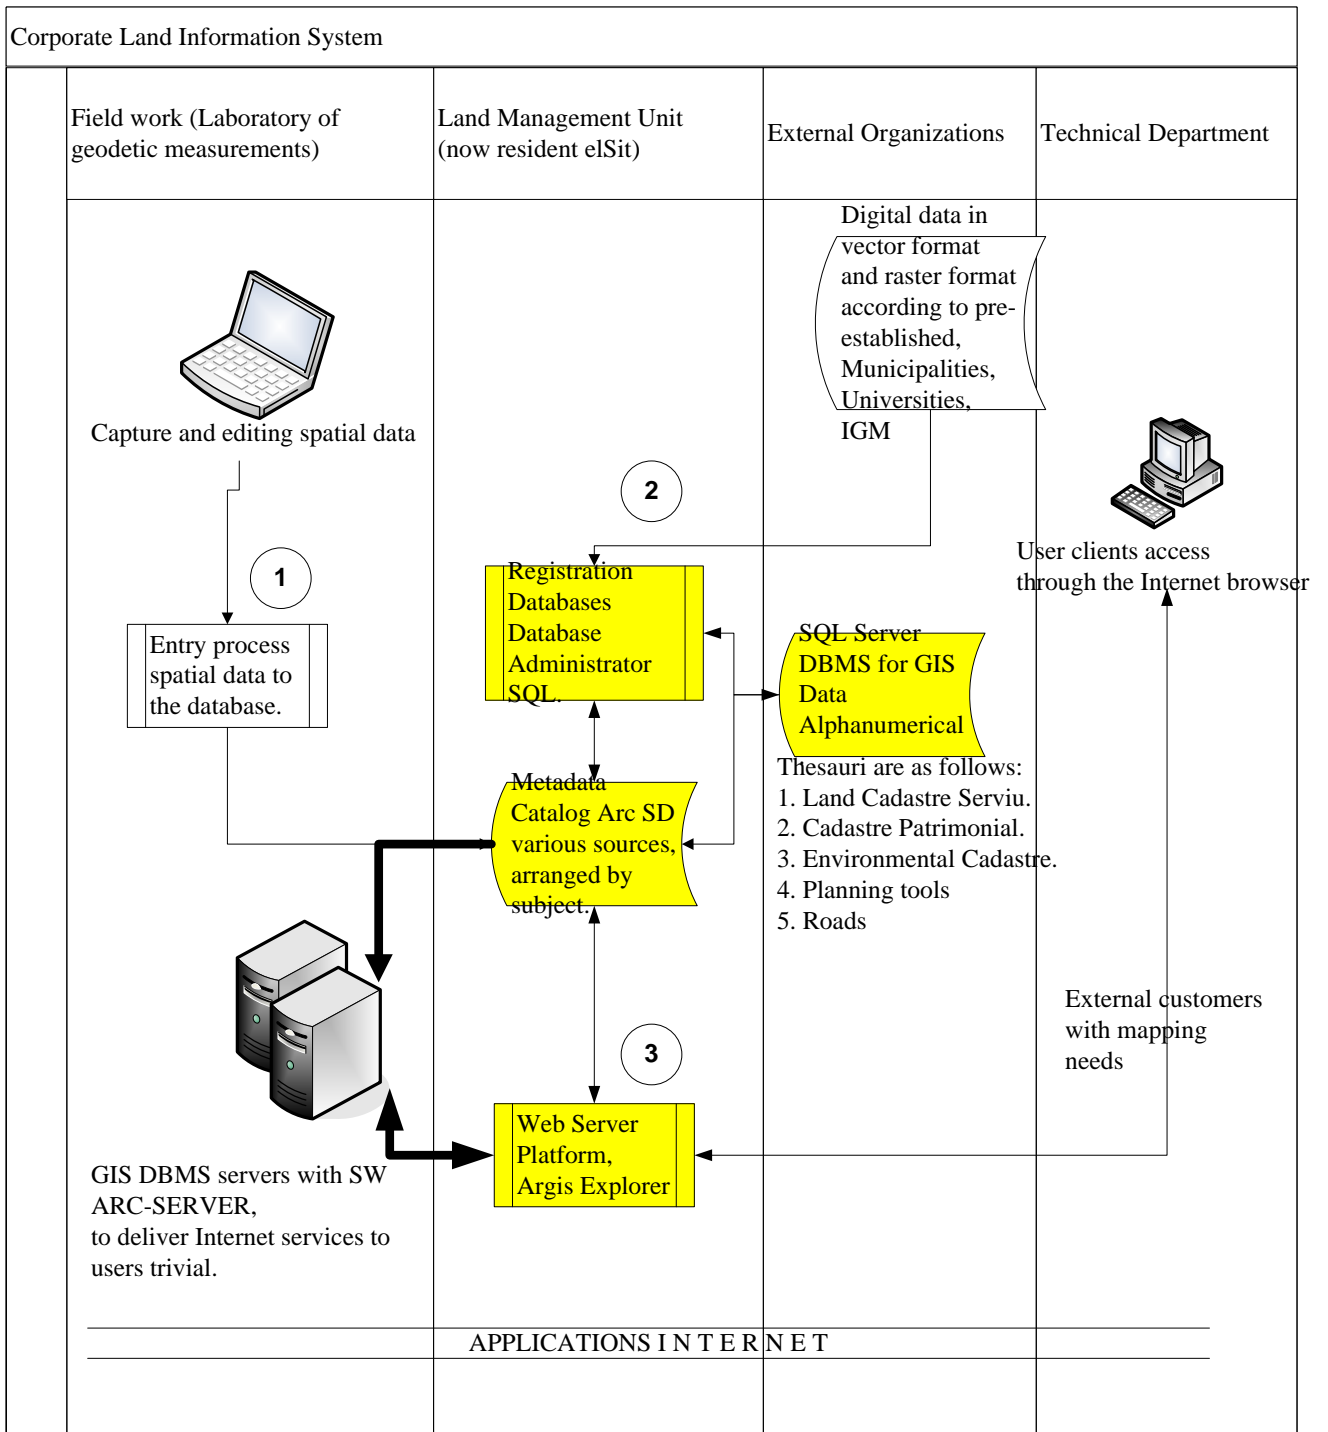 Corporate Land Information System
Field work (Laboratory of
geodetic measurements)
Land Management Unit
(now resident elSit)
External Organizations
Technical Department
Digital data in
vector format
and raster format
according to pre-
established,
Municipalities,
Universities,
IGM
Capture and editing spatial data
2
User clients access
through the Internet browser
1
Registration
Databases
Database
Administrator
SQL.
Entry process
spatial data to
the database.
SQL Server
DBMS for GIS
Data
Alphanumerical
.
Thesauri are as follows:
1. Land Cadastre Serviu.
2. Cadastre Patrimonial.
3. Environmental Cadastre.
4. Planning tools
5. Roads
Metadada
Catalog Arc SD
various sources,
arranged by
subject.
External customers
with mapping
needs
3
Web Server
Platform,
Argis Explorer
GIS DBMS servers with SW
ARC-SERVER,
to deliver Internet services to
users trivial.
APPLICATIONS I N T E R N E T